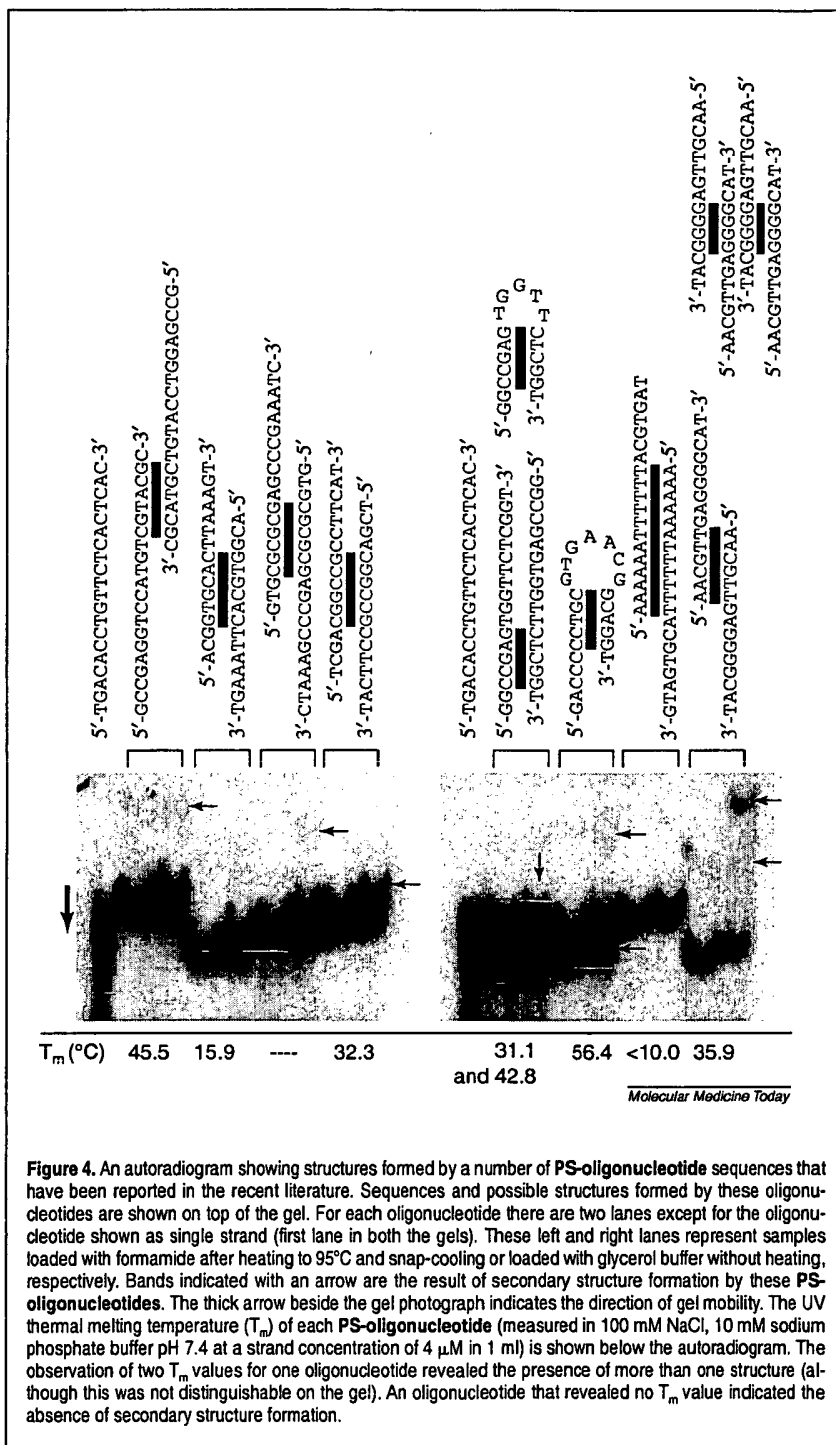 5′-TGACACCTGTTCTCACTCAC-3′
5′-GCCGAGGTCCATGTCGTACGC-3′
3′-CGCATGCTGTACCTGGAGCCG-5′
5′-ACGGTGCACTTAAAGT-3′
3′-TGAAATTCACGTGGCA-5′
5′-GTGCGCGCGAGCCCGAAATC-3′
3′-CTAAAGCCCGAGCGCGCGTG-5′
5′-TCGACGGCCGCCTTCAT-3′
3′-TACTTCCGCCGGCAGCT-5′
5′-TGACACCTGTTCTCACTCAC-3′
5′-GGCCGAGTGGTTCTCGGT-3′
3′-TGGCTCTTGGTGAGCCGG-5′
5′-GGCCGAG
TGGTT
3′-TGGCTC
5′-GACCCCCTGC
GTGAACG
3′-TGGACG
5′-AAAAAATTTTTTACGTGAT
3′-GTAGTGCATTTTTTAAAAAA-5′
5′-AACGTTGAGGGGCAT-3′
3′-TACGGGGAGTTGCAA-5′
3′-TACGGGGAGTTGCAA-5′
5′-AACGTTGAGGGGCAT-3′
3′-TACGGGGAGTTGCAA-5′
5′-AACGTTGAGGGGCAT-3′
Tm (°C) 45.5 15.9 ---- 32.3 31.1 56.4 <10.0 35.9
and 42.8
Molecular Medicine Today
Figure 4. An autoradiogram showing structures formed by a number of PS-oligonucleotide sequences that
have been reported in the recent literature. Sequences and possible structures formed by these oligonu-
cleotides are shown on top of the gel. For each oligonucleotide there are two lanes except for the oligonu-
cleotide shown as single strand (first lane in both the gels). These left and right lanes represent samples
loaded with formamide after heating to 95°C and snap-cooling or loaded with glycerol buffer without heating,
respectively. Bands indicated with an arrow are the result of secondary structure formation by these PS-
oligonucleotides. The thick arrow beside the gel photograph indicates the direction of gel mobility. The UV
thermal melting temperature (Tm) of each PS-oligonucleotide (measured in 100 mM NaCl, 10 mM sodium
phosphate buffer pH 7.4 at a strand concentration of 4 μM in 1 ml) is shown below the autoradiogram. The
observation of two Tm values for one oligonucleotide revealed the presence of more than one structure (al-
though this was not distinguishable on the gel). An oligonucleotide that revealed no Tm value indicated the
absence of secondary structure formation.